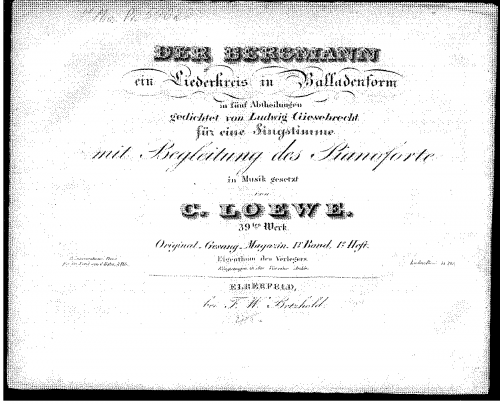 DER BERGMANN
ein Liederkreis in Balladenform
in fünf Abtheilungen
gedichtet von Ludwig Giesebrecht
für eine Singstimme
mit Begleitung des Pianoforte
in Musik gesetzt
von
C. LOEWE.
39tes Werk.
Original-Gesang-Magazin. 1r Band, 1s Heft.
Eigenthum des Verlegers.
ELBERFELD,
bei F. W. Betzhold.